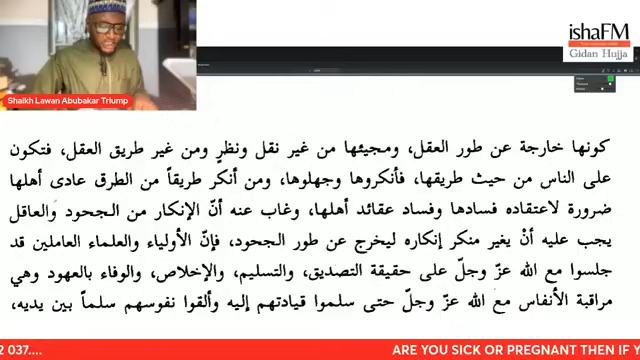 ishaFM
Gidan Hujja
Shaikh Lawan Abubakar Triump
كونها خارجة عن طور العقل، ومجيئها من غير نقل ونظرٍ ومن غير طريق العقل، فتكون
على الناس من حيث طريقها، فأنكروها وجهلوها، ومن أنكر طريقاً من الطرق عادى أهلها
ضرورة لاعتقاده فسادها وفساد عقائد أهلها، وغاب عنه أنّ الإنكار من الجحود والعاقل
يجب عليه أنْ يغير منكر إنكاره ليخرج عن طور الجحود، فإنّ الأولياء والعلماء العاملين قد
جلسوا مع الله عزّ وجلّ على حقيقة التصديق، والتسليم، والإخلاص، والوفاء بالعهود وهي
مراقبة الأنفاس مع الله عزّ وجلّ حتى سلموا قيادتهم إليه وألقوا نفوسهم سلماً بين يديه،
2 037.... ARE YOU SICK OR PREGNANT THEN IF Y